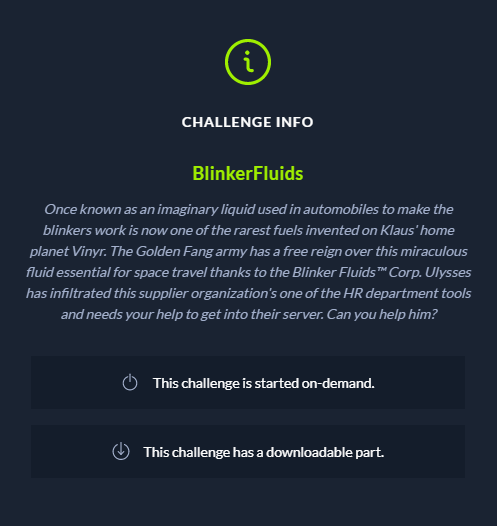 CHALLENGE INFO
BlinkerFluids
Once known as an imaginary liquid used in automobiles to make the
blinkers work is now one of the rarest fuels invented on Klaus' home
planet Vinyr. The Golden Fang army has a free reign over this miraculous
fluid essential for space travel thanks to the Blinker Fluids™ Corp. Ulysses
has infiltrated this supplier organization's one of the HR department tools
and needs your help to get into their server. Can you help him?
This challenge is started on-demand.
This challenge has a downloadable part.